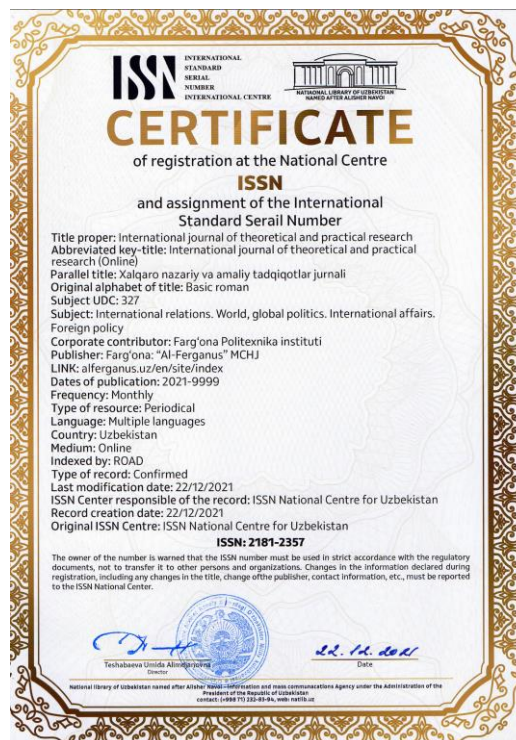 ISSN
INTERNATIONAL
STANDARD
SERIAL
NUMBER
INTERNATIONAL CENTRE
NATIAONAL LIBRARY OF UZBEKISTAN
NAMED AFTER ALISHER NAVOI
CERTIFICATE
of registration at the National Centre
ISSN
and assignment of the International
Standard Serail Number
Title proper: International journal of theoretical and practical research
Abbreviated key-title: International journal of theoretical and practical
research (Online)
Parallel title: Xalqaro nazariy va amaliy tadqiqotlar jurnali
Original alphabet of title: Basic roman
Subject UDC: 327
Subject: International relations. World, global politics. International affairs.
Foreign policy
Corporate contributor: Farg'ona Politexnika instituti
Publisher: Farg'ona: "Al-Ferganus" MCHJ
LINK: alferganus.uz/en/site/index
Dates of publication: 2021-9999
Frequency: Monthly
Type of resource: Periodical
Language: Multiple languages
Country: Uzbekistan
Medium: Online
Indexed by: ROAD
Type of record: Confirmed
Last modification date: 22/12/2021
ISSN Center responsible of the record: ISSN National Centre for Uzbekistan
Record creation date: 22/12/2021
Original ISSN Centre: ISSN National Centre for Uzbekistan
ISSN: 2181-2357
The owner of the number is warned that the ISSN number must be used in strict accordance with the regulatory
documents, not to transfer it to other persons and organizations. Changes in the information declared during
registration, including any changes in the title, change ofthe publisher, contact information, etc., must be reported
to the ISSN National Center.
22.12.2021
Teshabaeva Umida Alimdjarovna
Date
Director
National library of Uzbekistan named after Alisher Navoi - Information and mass communacations Agency under the Administration of the
President of the Republic of Uzbekistan
contact: (+998 71) 232-83-94, web: natlib.uz